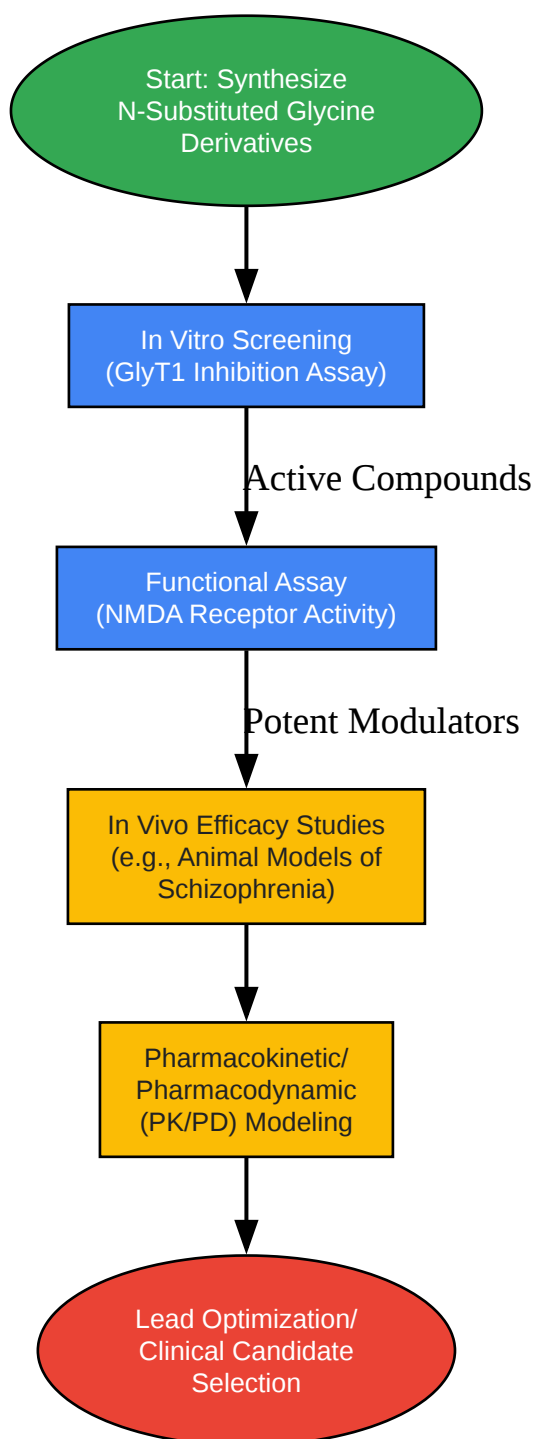 Start: Synthesize
N-Substituted Glycine
Derivatives
In Vitro Screening
(GlyT1 Inhibition Assay)
Active Compounds
Functional Assay
(NMDA Receptor Activity)
Potent Modulators
In Vivo Efficacy Studies
(e.g., Animal Models of
Schizophrenia)
Pharmacokinetic/
Pharmacodynamic
(PK/PD) Modeling
Lead Optimization/
Clinical Candidate
Selection